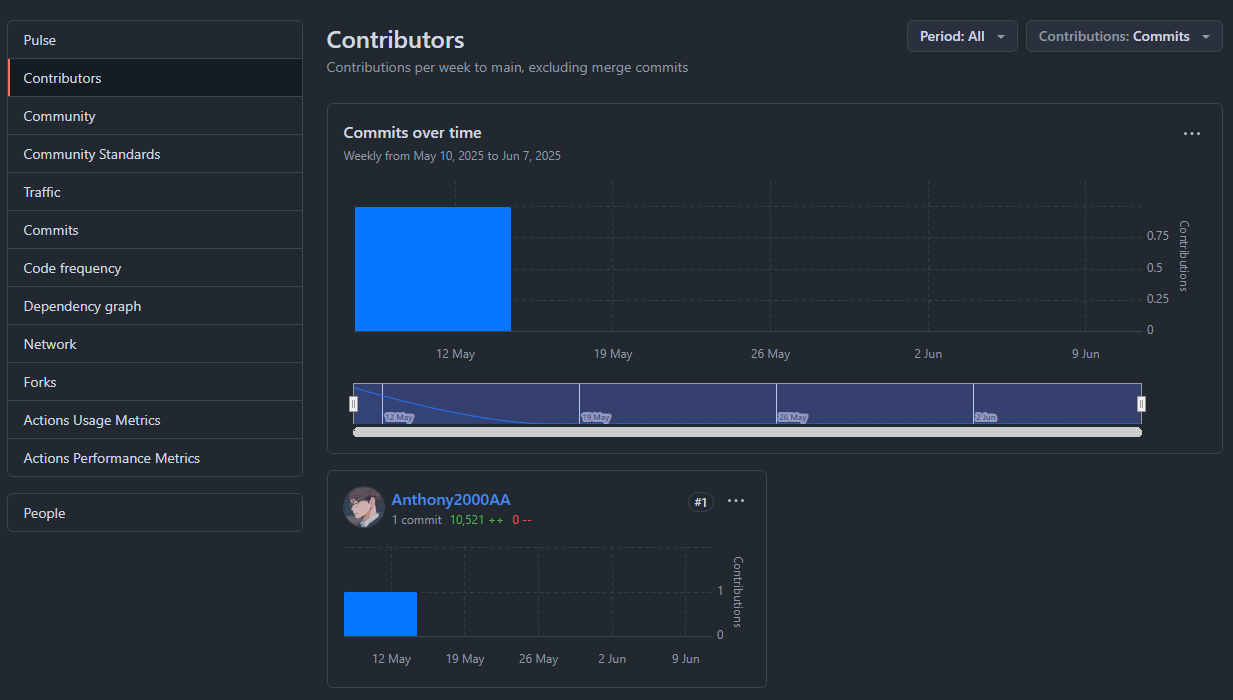 Pulse
Contributors
Community
Community Standards
Traffic
Commits
Code frequency
Dependency graph
Network
Forks
Actions Usage Metrics
Actions Performance Metrics
People
Contributors
Contributions per week to main, excluding merge commits
Period: All
Contributions: Commits
Commits over time
Weekly from May 10, 2025 to Jun 7, 2025
0.75
0.5
0.25
0
Contributions
12 May 19 May 26 May 2 Jun 9 Jun
12 May 19 May 26 May 2 Jun
Anthony2000AA
#1
1 commit 10,521 ++ 0 --
1
0
Contributions
12 May 19 May 26 May 2 Jun 9 Jun